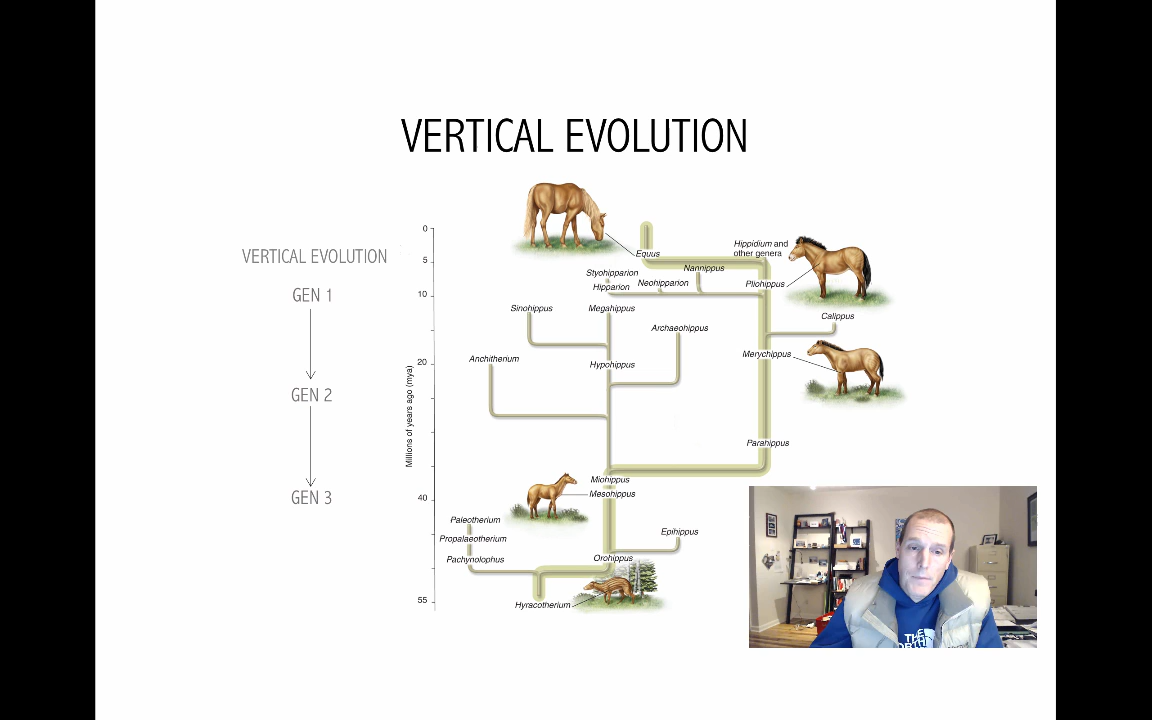 VERTICAL EVOLUTION
VERTICAL EVOLUTION
GEN 1
GEN 2
GEN 3
Millions of years ago (mya)
0
5
10
20
40
55
Equus
Hippidium and
other genera
Nannippus
Styohipparion
Neohipparion
Hipparion
Pliohippus
Sinohippus
Megahippus
Calippus
Archaeohippus
Merychippus
Anchitherium
Hypohippus
Parahippus
Miohippus
Mesohippus
Paleotherium
Epihippus
Propalaeotherium
Pachynolophus
Orohippus
Hyracotherium
THE